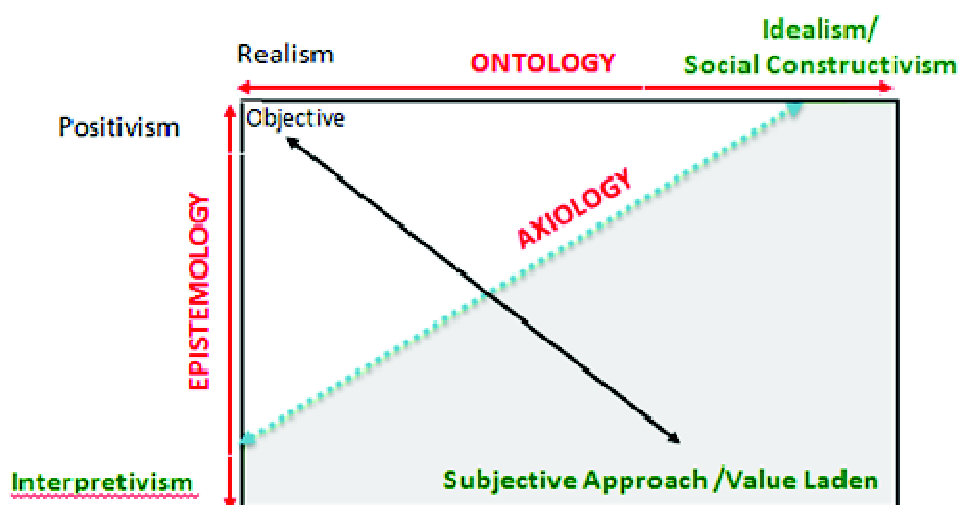 Idealism/
Realism
ONTOLOGY
Social Constructivism
Positivism
Objective
AXIOLOGY
EPISTEMOLOGY
Interpretivism
Subjective Approach /Value Laden